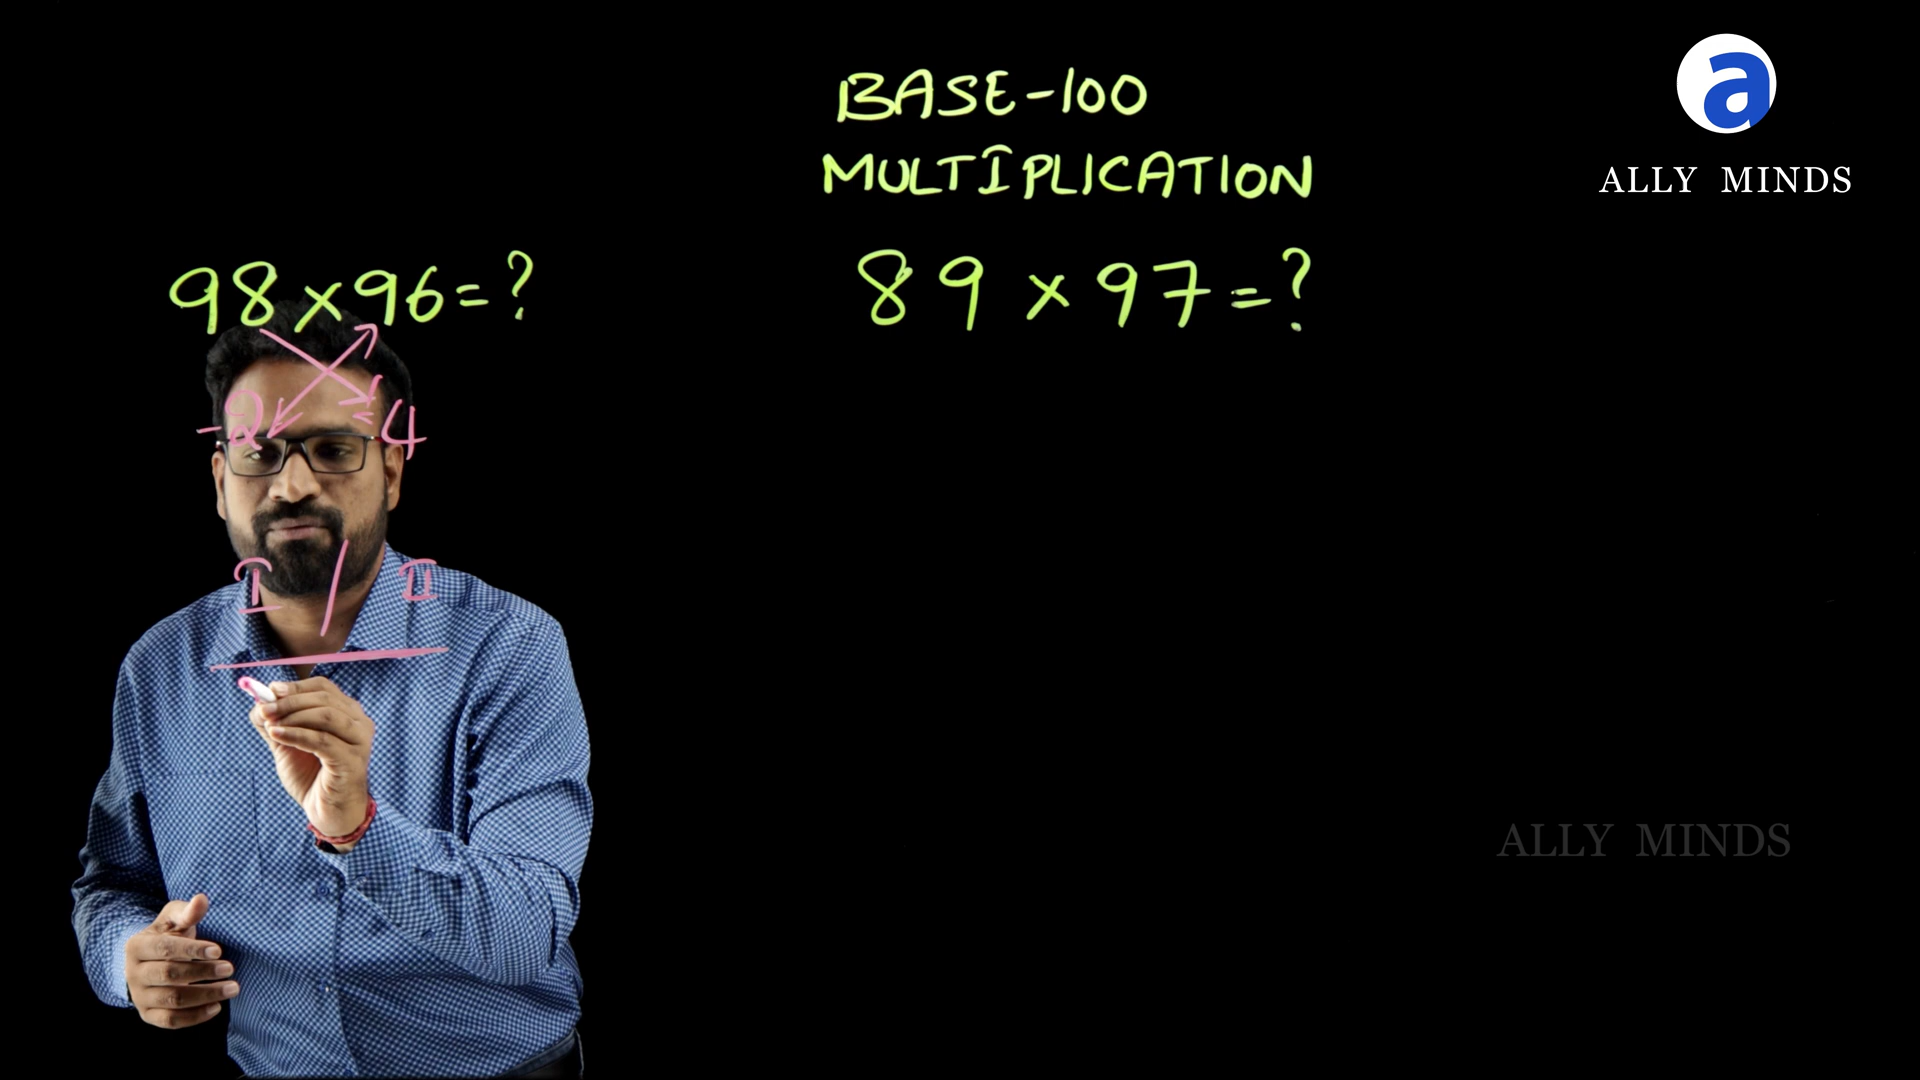 BASE-100
MULTIPLICATION
a
ALLY MINDS
98×96=?
89×97=?
-2
-4
I / II
ALLY MINDS